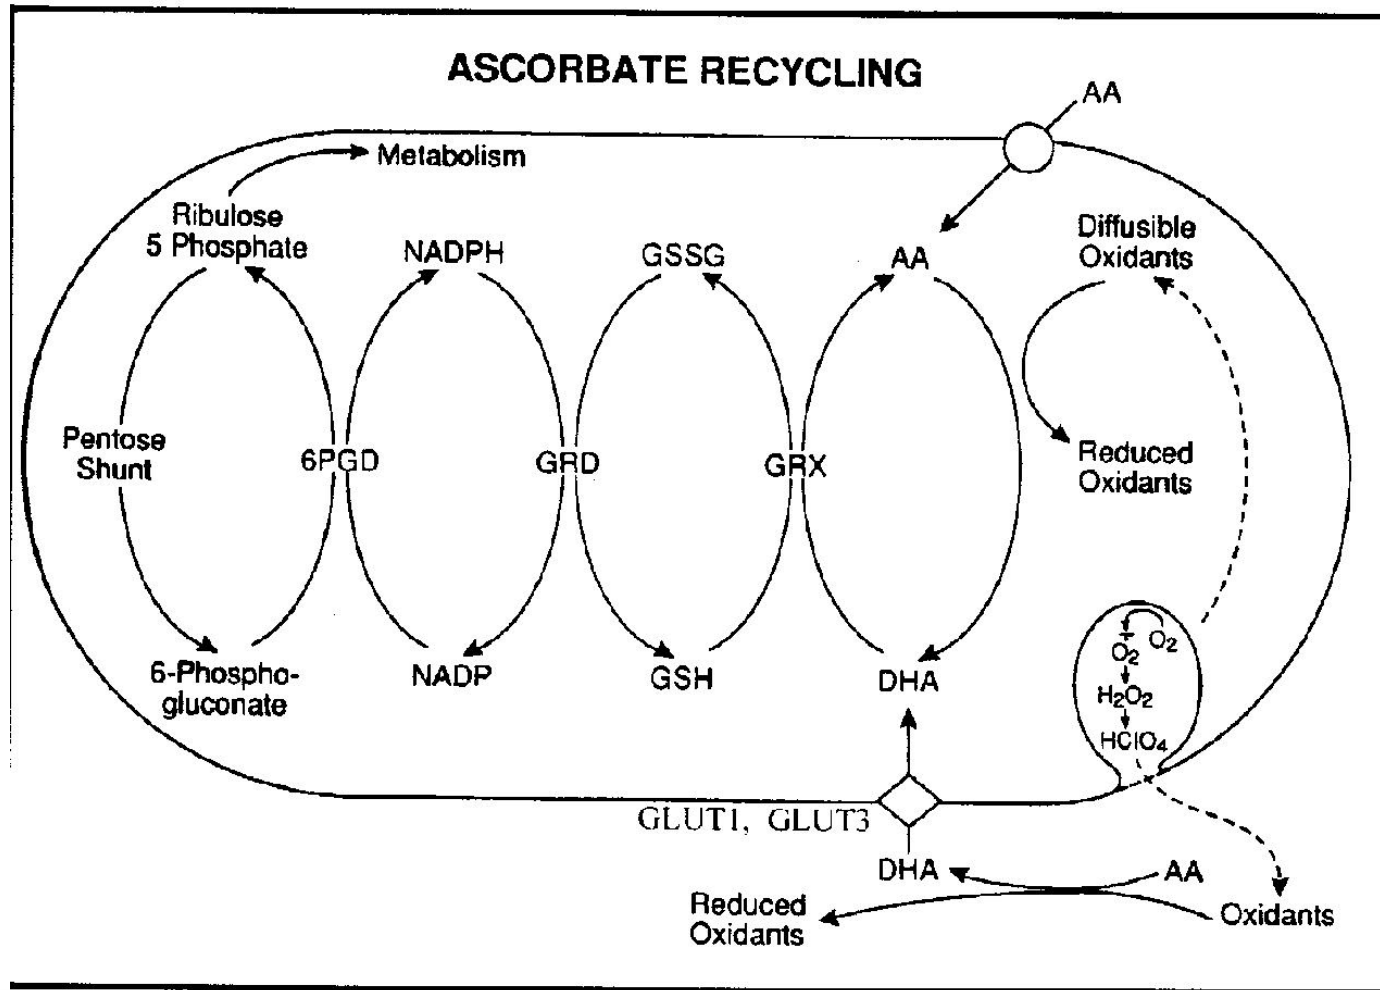 ASCORBATE RECYCLING
AA
Metabolism
Ribulose
5 Phosphate
NADPH
GSSG
AA
Diffusible
Oxidants
Pentose
Shunt
6PGD
GRD
GRX
Reduced
Oxidants
O₂
O₂⁻
H₂O₂
HClO₄
6-Phospho-
gluconate
NADP
GSH
DHA
GLUT1, GLUT3
DHA
AA
Reduced
Oxidants
Oxidants